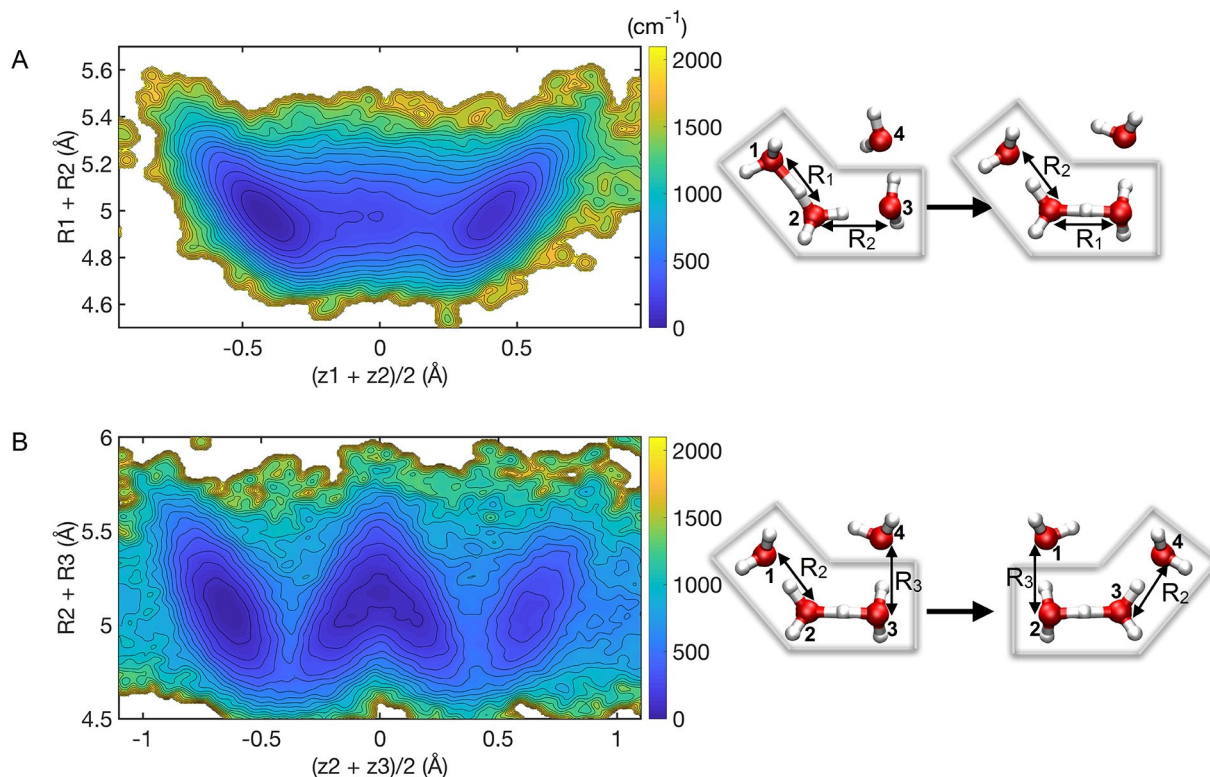 (cm⁻¹)
A
5.6
5.4
5.2
5
4.8
4.6
R1 + R2 (Å)
-0.5
0
0.5
(z1 + z2)/2 (Å)
2000
1500
1000
500
0
1
R₁
2
R₂
3
4
R₂
R₁
B
6
5.5
5
4.5
R2 + R3 (Å)
-1
-0.5
0
0.5
1
(z2 + z3)/2 (Å)
2000
1500
1000
500
0
1
R₂
2
3
R₃
4
1
R₃
2
3
R₂
4